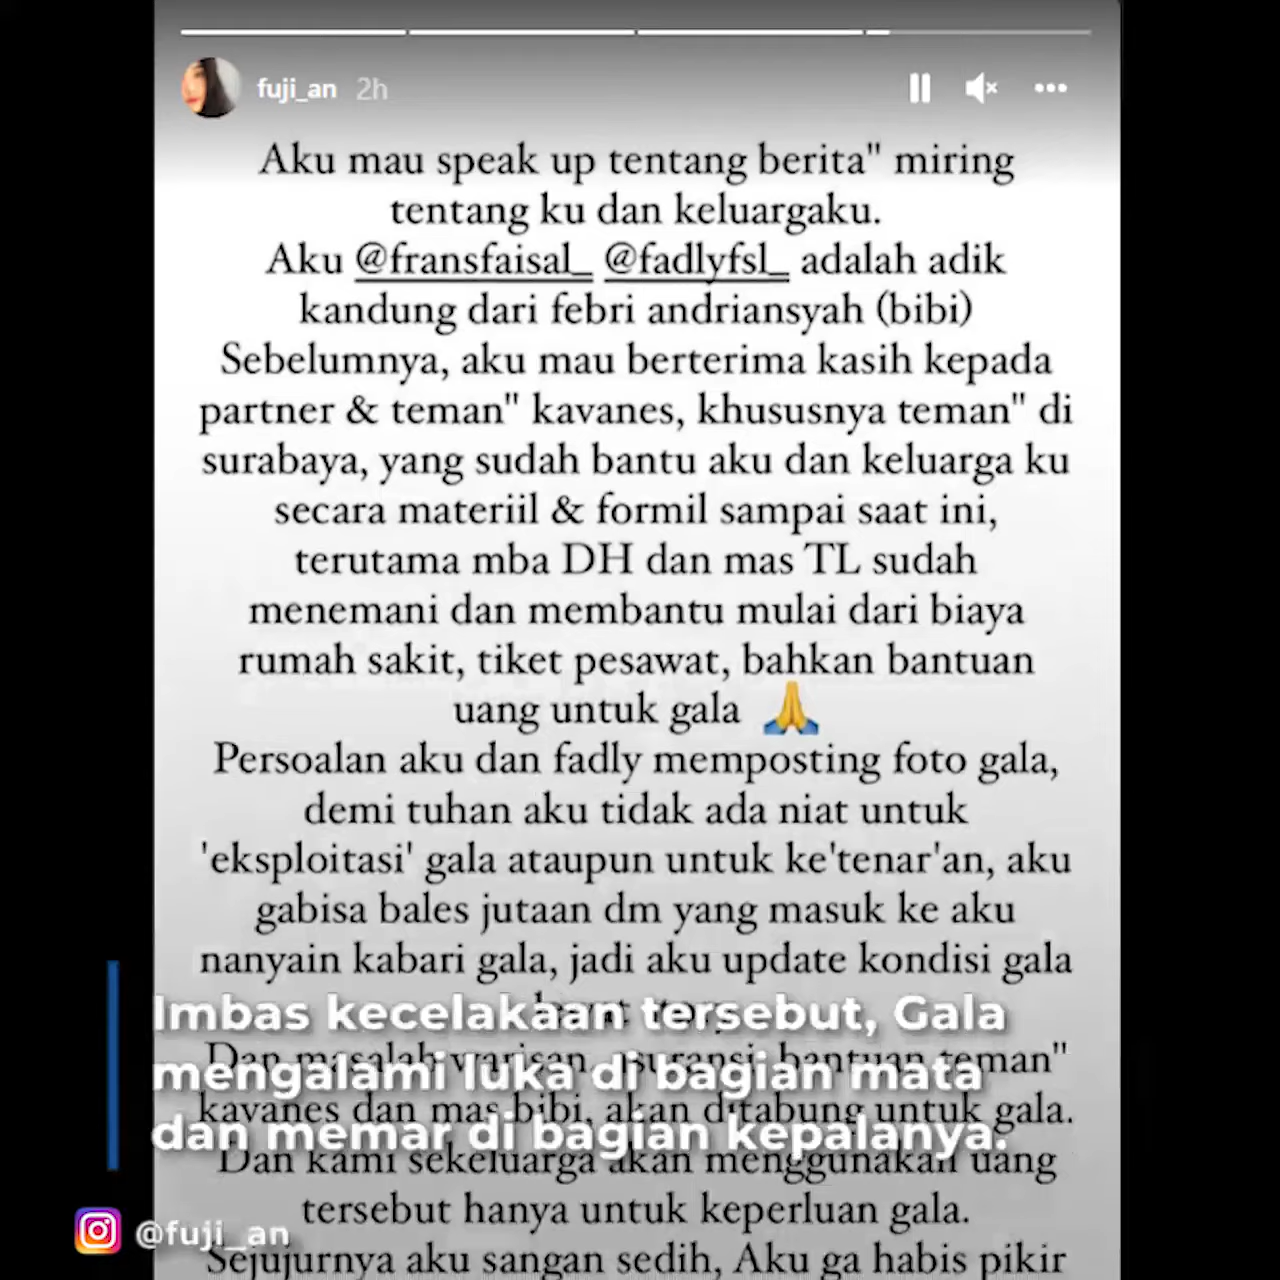 fuji_an 2h
Aku mau speak up tentang berita" miring
tentang ku dan keluargaku.
Aku @fransfaisal_ @fadlyfsl_ adalah adik
kandung dari febri andriansyah (bibi)
Sebelumnya, aku mau berterima kasih kepada
partner & teman" kavanes, khususnya teman" di
surabaya, yang sudah bantu aku dan keluarga ku
secara materiil & formil sampai saat ini,
terutama mba DH dan mas TL sudah
menemani dan membantu mulai dari biaya
rumah sakit, tiket pesawat, bahkan bantuan
uang untuk gala 🙏
Persoalan aku dan fadly memposting foto gala,
demi tuhan aku tidak ada niat untuk
'eksploitasi' gala ataupun untuk ke'tenar'an, aku
gabisa bales jutaan dm yang masuk ke aku
nanyain kabari gala, jadi aku update kondisi gala
Imbas kecelakaan tersebut, Gala
Dan masalah warisan, asuransi, bantuan teman"
mengalami luka di bagian mata
kavanes dan mas bibi, akan ditabung untuk gala.
dan memar di bagian kepalanya.
Dan kami sekeluarga akan menggunakan uang
tersebut hanya untuk keperluan gala.
@fuji_an
Sejujurnya aku sangan sedih, Aku ga habis pikir